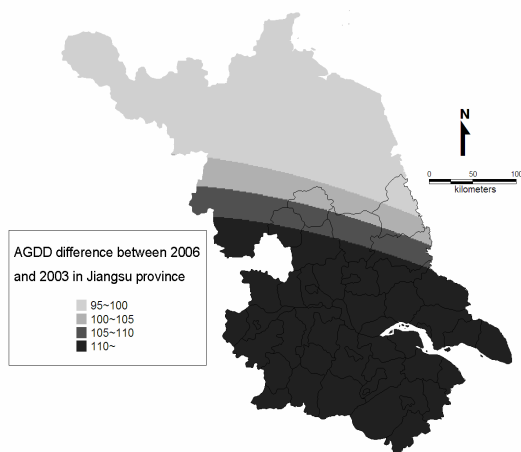 N
0 50 100
kilometers
AGDD difference between 2006
and 2003 in Jiangsu province
95~100
100~105
105~110
110~